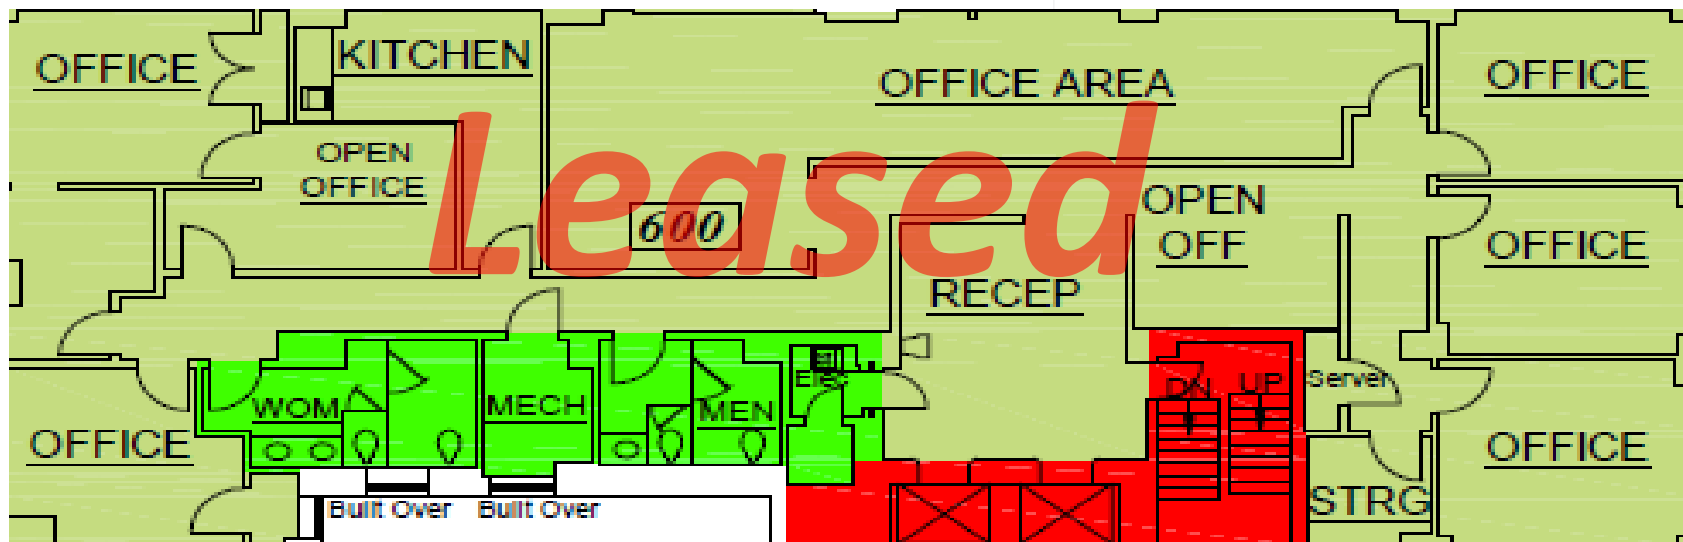 OFFICE
KITCHEN
OFFICE AREA
OFFICE
OPEN
OFFICE
Leased
600
OPEN
OFF
OFFICE
RECEP
WOM
MECH
MEN
Elec
DN
UP
Server
OFFICE
OFFICE
STRG
Built Over
Built Over